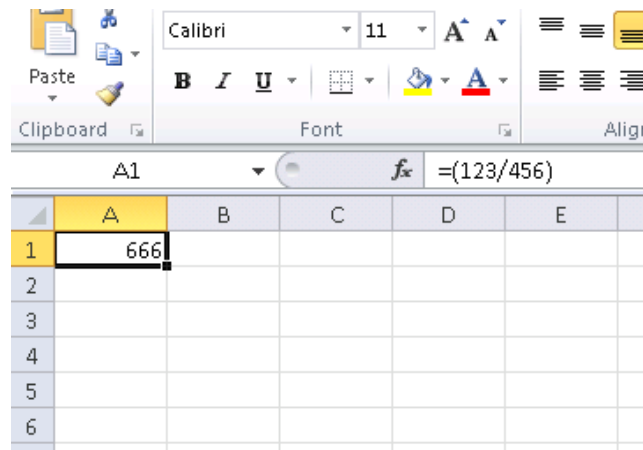 Calibri 11 A A
Paste B I U A
Clipboard Font Alig
A1 fx =(123/456)
A B C D E
1 666
2
3
4
5
6